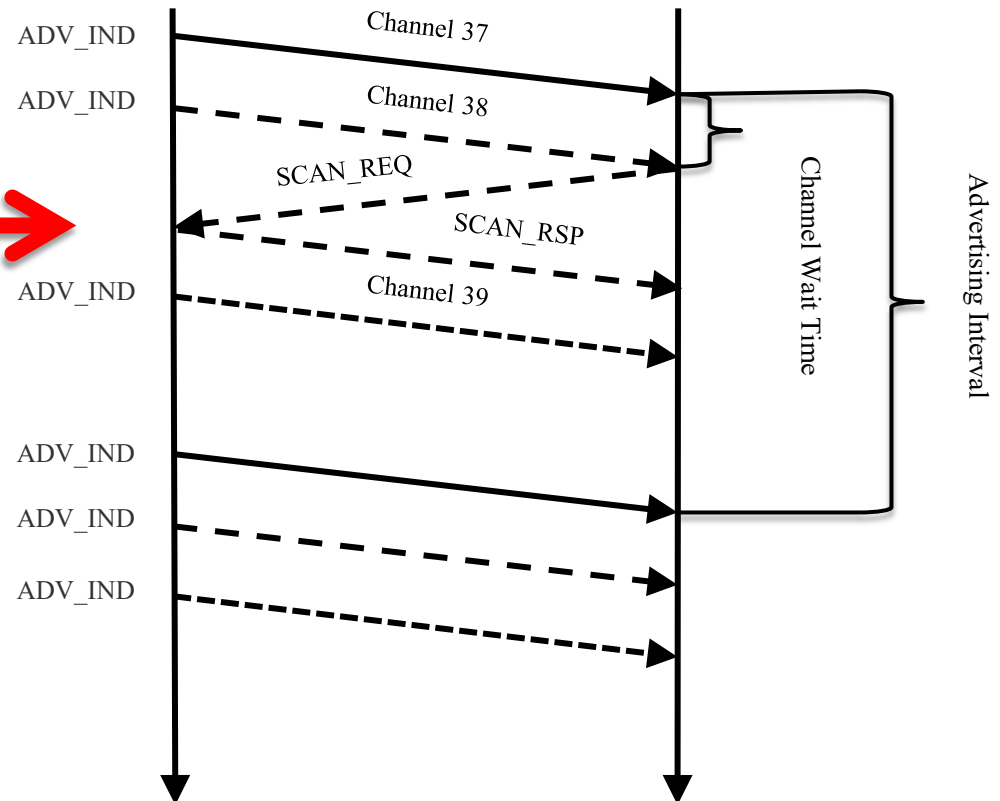 ADV_IND
Channel 37
ADV_IND
Channel 38
SCAN_REQ
SCAN_RSP
ADV_IND
Channel 39
Channel Wait Time
Advertising Interval
ADV_IND
ADV_IND
ADV_IND